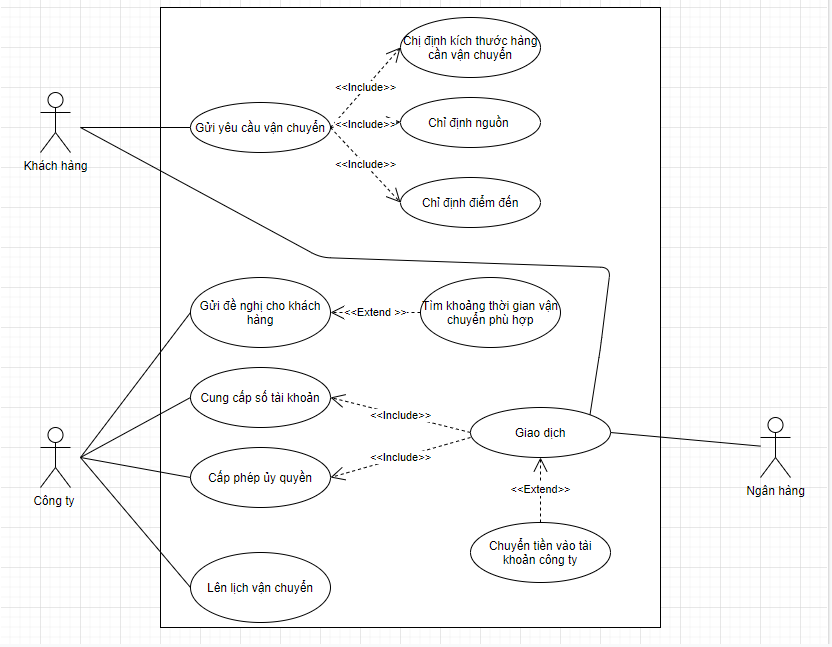 Chị định kích thước hàng
cần vận chuyển
<<Include>>
Gửi yêu cầu vận chuyển
<<Include>>
Chỉ định nguồn
Khách hàng
<<Include>>
Chỉ định điểm đến
Gửi đề nghị cho khách
hàng
<<Extend >>
Tìm khoảng thời gian vận
chuyển phù hợp
Cung cấp số tài khoản
<<Include>>
Giao dịch
<<Include>>
Cấp phép ủy quyền
Công ty
Ngân hàng
<<Extend>>
Chuyển tiền vào tài
khoản công ty
Lên lịch vận chuyển